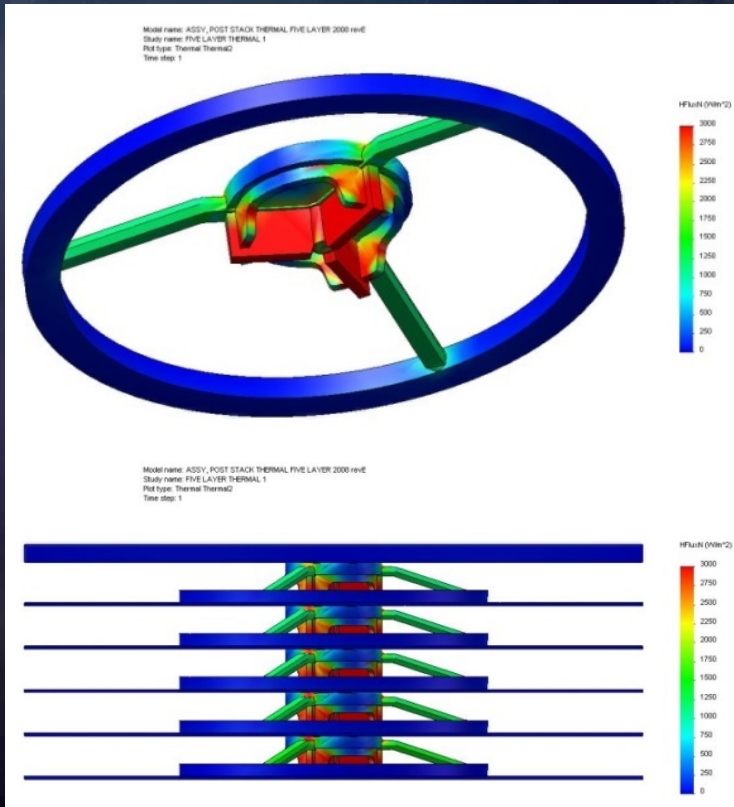 Model name: ASSY, POST STACK THERMAL FIVE LAYER 2008 revE
Study name: FIVE LAYER THERMAL 1
Plot type: Thermal Thermal2
Time step: 1
HFluxN (W/m^2)
3000
2750
2500
2250
2000
1750
1500
1250
1000
750
500
250
0
Model name: ASSY, POST STACK THERMAL FIVE LAYER 2008 revE
Study name: FIVE LAYER THERMAL 1
Plot type: Thermal Thermal2
Time step: 1
HFluxN (W/m^2)
3000
2750
2500
2250
2000
1750
1500
1250
1000
750
500
250
0